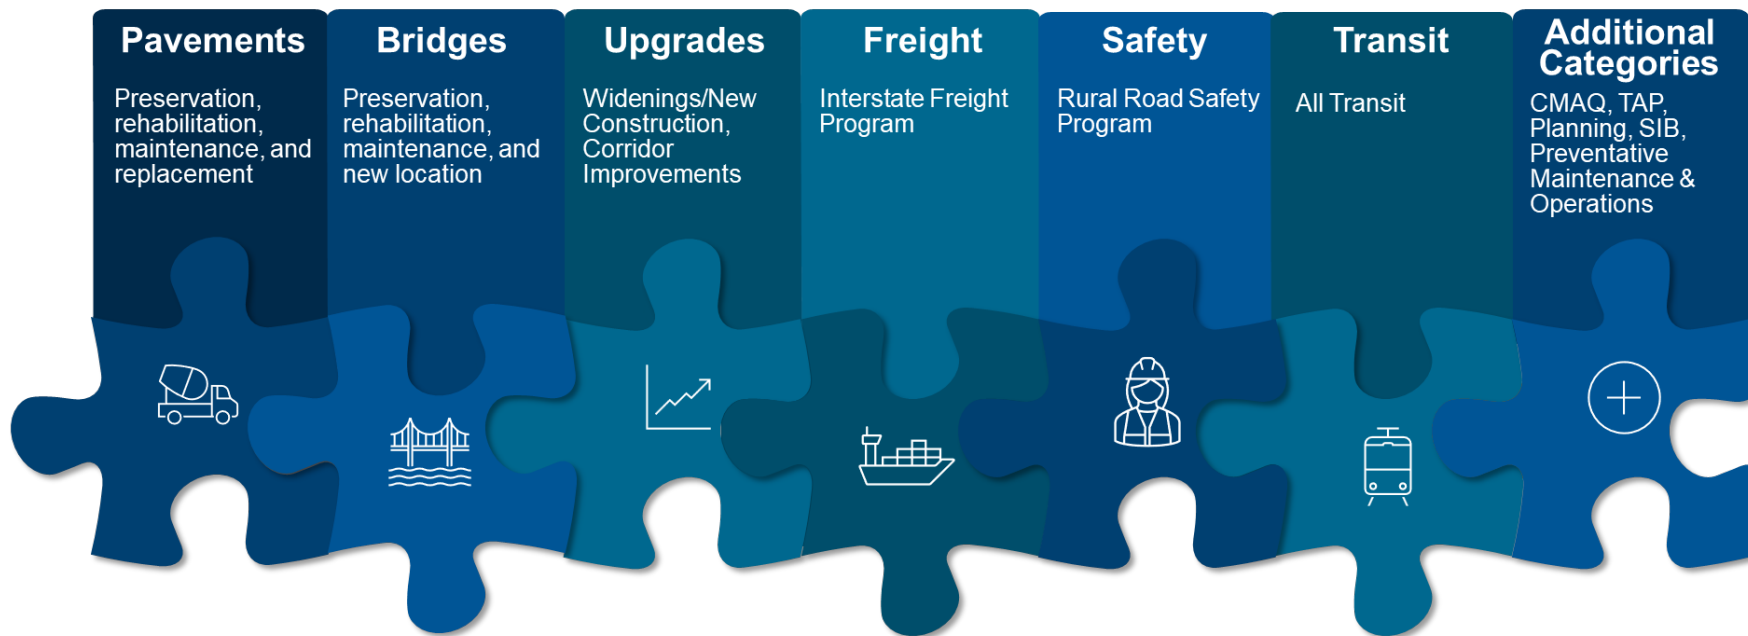 Pavements
Preservation,
rehabilitation,
maintenance, and
replacement
Bridges
Preservation,
rehabilitation,
maintenance, and
new location
Upgrades
Widenings/New
Construction,
Corridor
Improvements
Freight
Interstate Freight
Program
Safety
Rural Road Safety
Program
Transit
All Transit
Additional
Categories
CMAQ, TAP,
Planning, SIB,
Preventative
Maintenance &
Operations